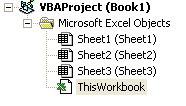 VBAProject (Book1)
Microsoft Excel Objects
Sheet1 (Sheet1)
Sheet2 (Sheet2)
Sheet3 (Sheet3)
ThisWorkbook